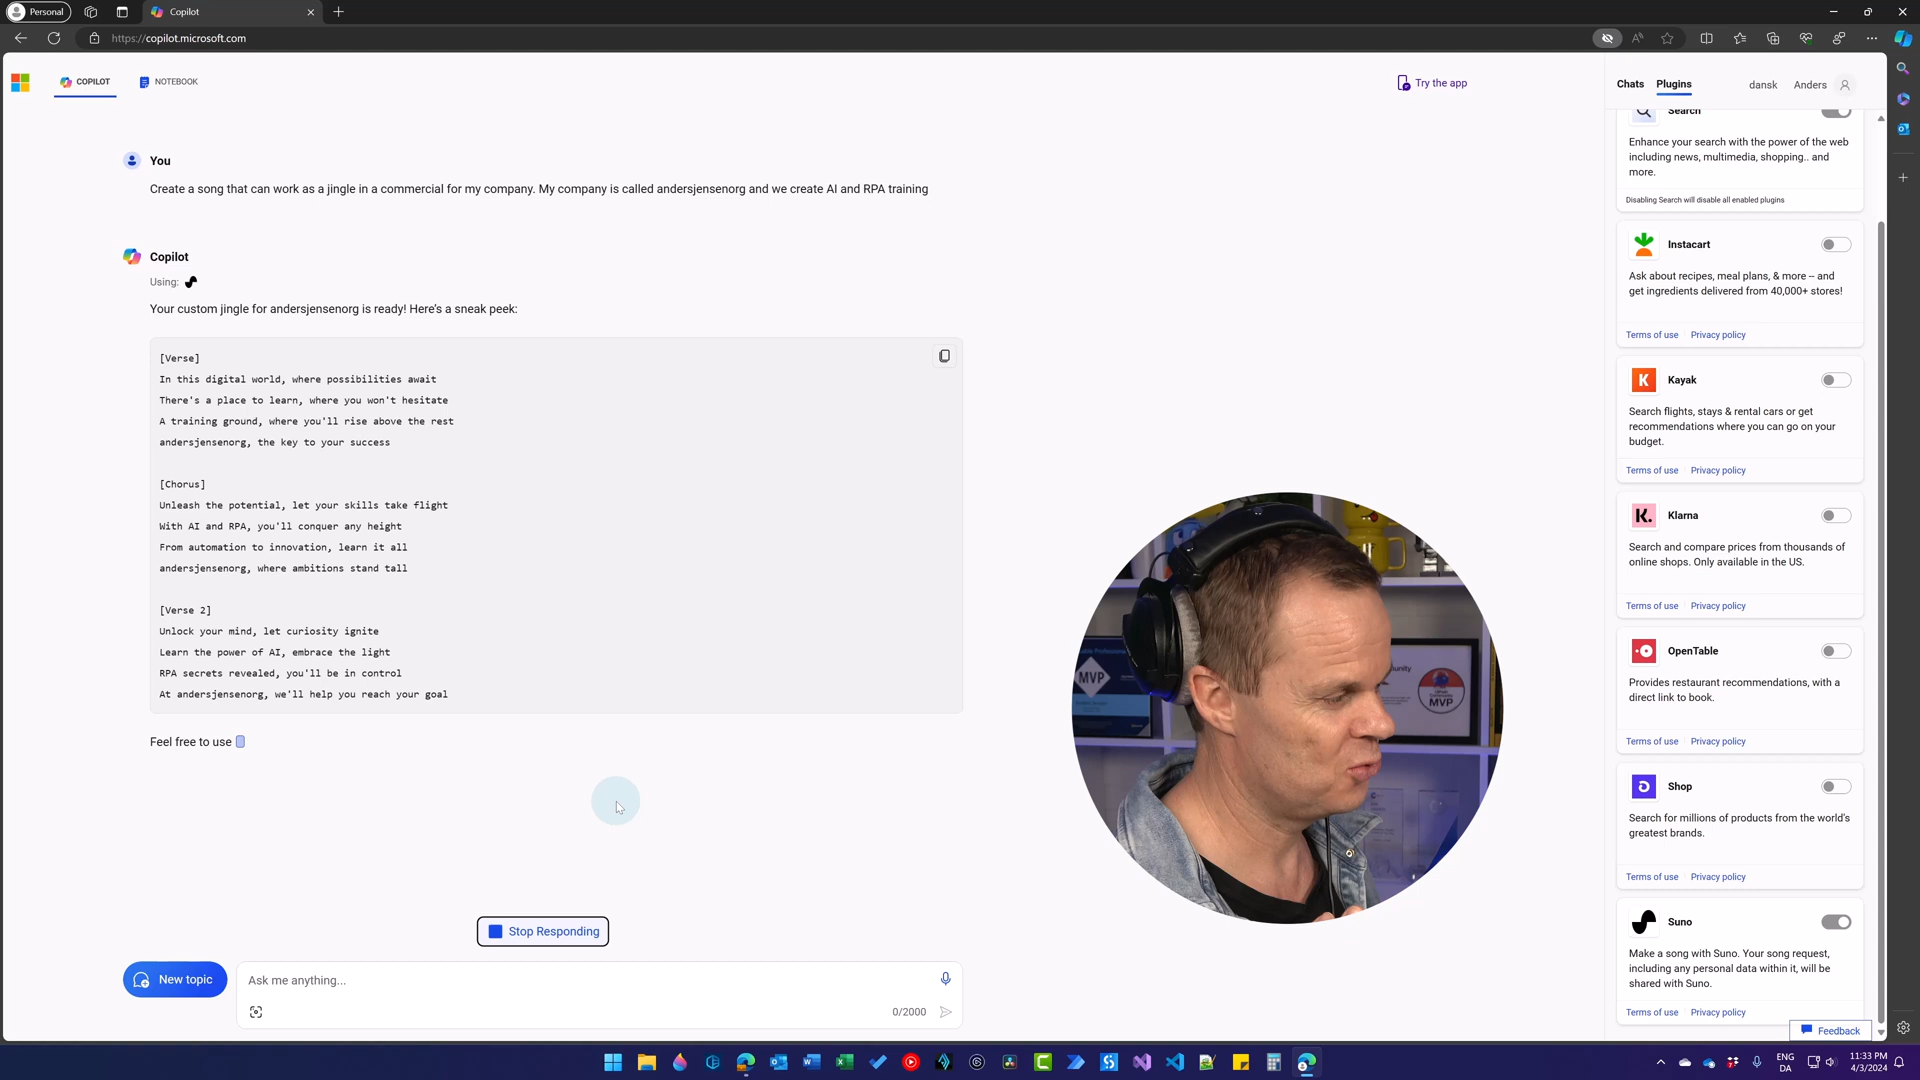 Personal
Copilot
https://copilot.microsoft.com
COPILOT
NOTEBOOK
Try the app
Chats
Plugins
dansk
Anders
You
Create a song that can work as a jingle in a commercial for my company. My company is called andersjensenorg and we create AI and RPA training
Copilot
Using:
Your custom jingle for andersjensenorg is ready! Here's a sneak peek:
[Verse]
In this digital world, where possibilities await
There's a place to learn, where you won't hesitate
A training ground, where you'll rise above the rest
andersjensenorg, the key to your success
[Chorus]
Unleash the potential, let your skills take flight
With AI and RPA, you'll conquer any height
From automation to innovation, learn it all
andersjensenorg, where ambitions stand tall
[Verse 2]
Unlock your mind, let curiosity ignite
Learn the power of AI, embrace the light
RPA secrets revealed, you'll be in control
At andersjensenorg, we'll help you reach your goal
Feel free to use
Stop Responding
New topic
Ask me anything...
0/2000
Search
Enhance your search with the power of the web
including news, multimedia, shopping.. and
more.
Disabling Search will disable all enabled plugins
Instacart
Ask about recipes, meal plans, & more -- and
get ingredients delivered from 40,000+ stores!
Terms of use
Privacy policy
K
Kayak
Search flights, stays & rental cars or get
recommendations where you can go on your
budget.
Terms of use
Privacy policy
K.
Klarna
Search and compare prices from thousands of
online shops. Only available in the US.
Terms of use
Privacy policy
OpenTable
Provides restaurant recommendations, with a
direct link to book.
Terms of use
Privacy policy
Shop
Search for millions of products from the world's
greatest brands.
Terms of use
Privacy policy
Suno
Make a song with Suno. Your song request,
including any personal data within it, will be
shared with Suno.
Terms of use
Privacy policy
Feedback
MVP
MVP
ENG
DA
11:33 PM
4/3/2024